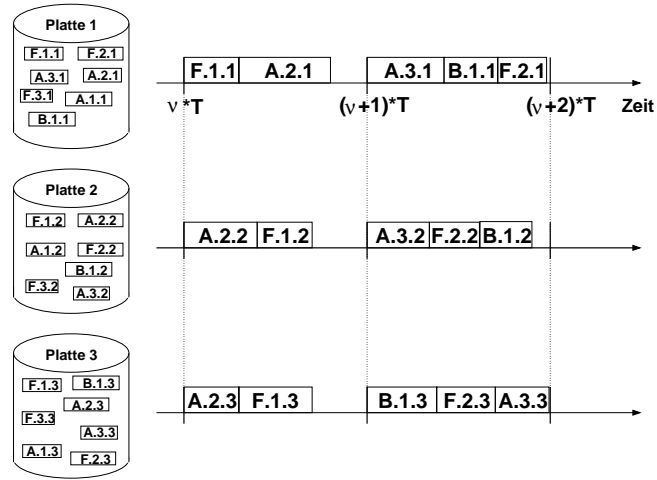 Platte 1
F.1.1 F.2.1
A.3.1 A.2.1
F.3.1 A.1.1
B.1.1
F.1.1 A.2.1 A.3.1 B.1.1 F.2.1
ν *T (ν+1)*T (ν+2)*T Zeit
Platte 2
F.1.2 A.2.2
A.1.2 F.2.2
B.1.2
F.3.2 A.3.2
A.2.2 F.1.2 A.3.2 F.2.2 B.1.2
Platte 3
F.1.3 B.1.3
A.2.3
F.3.3
A.3.3
A.1.3 F.2.3
A.2.3 F.1.3 B.1.3 F.2.3 A.3.3